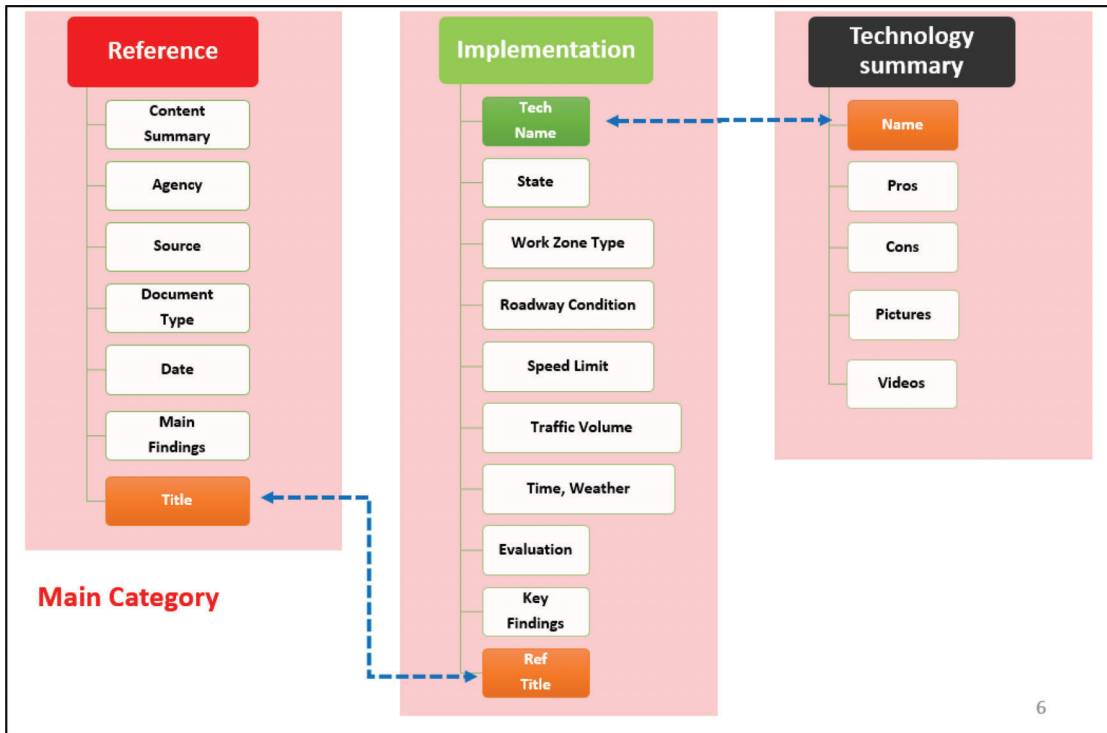 Reference
Content
Summary
Agency
Source
Document
Type
Date
Main
Findings
Title
Main Category
Implementation
Tech
Name
State
Work Zone Type
Roadway Condition
Speed Limit
Traffic Volume
Time, Weather
Evaluation
Key
Findings
Ref
Title
Technology
summary
Name
Pros
Cons
Pictures
Videos
6